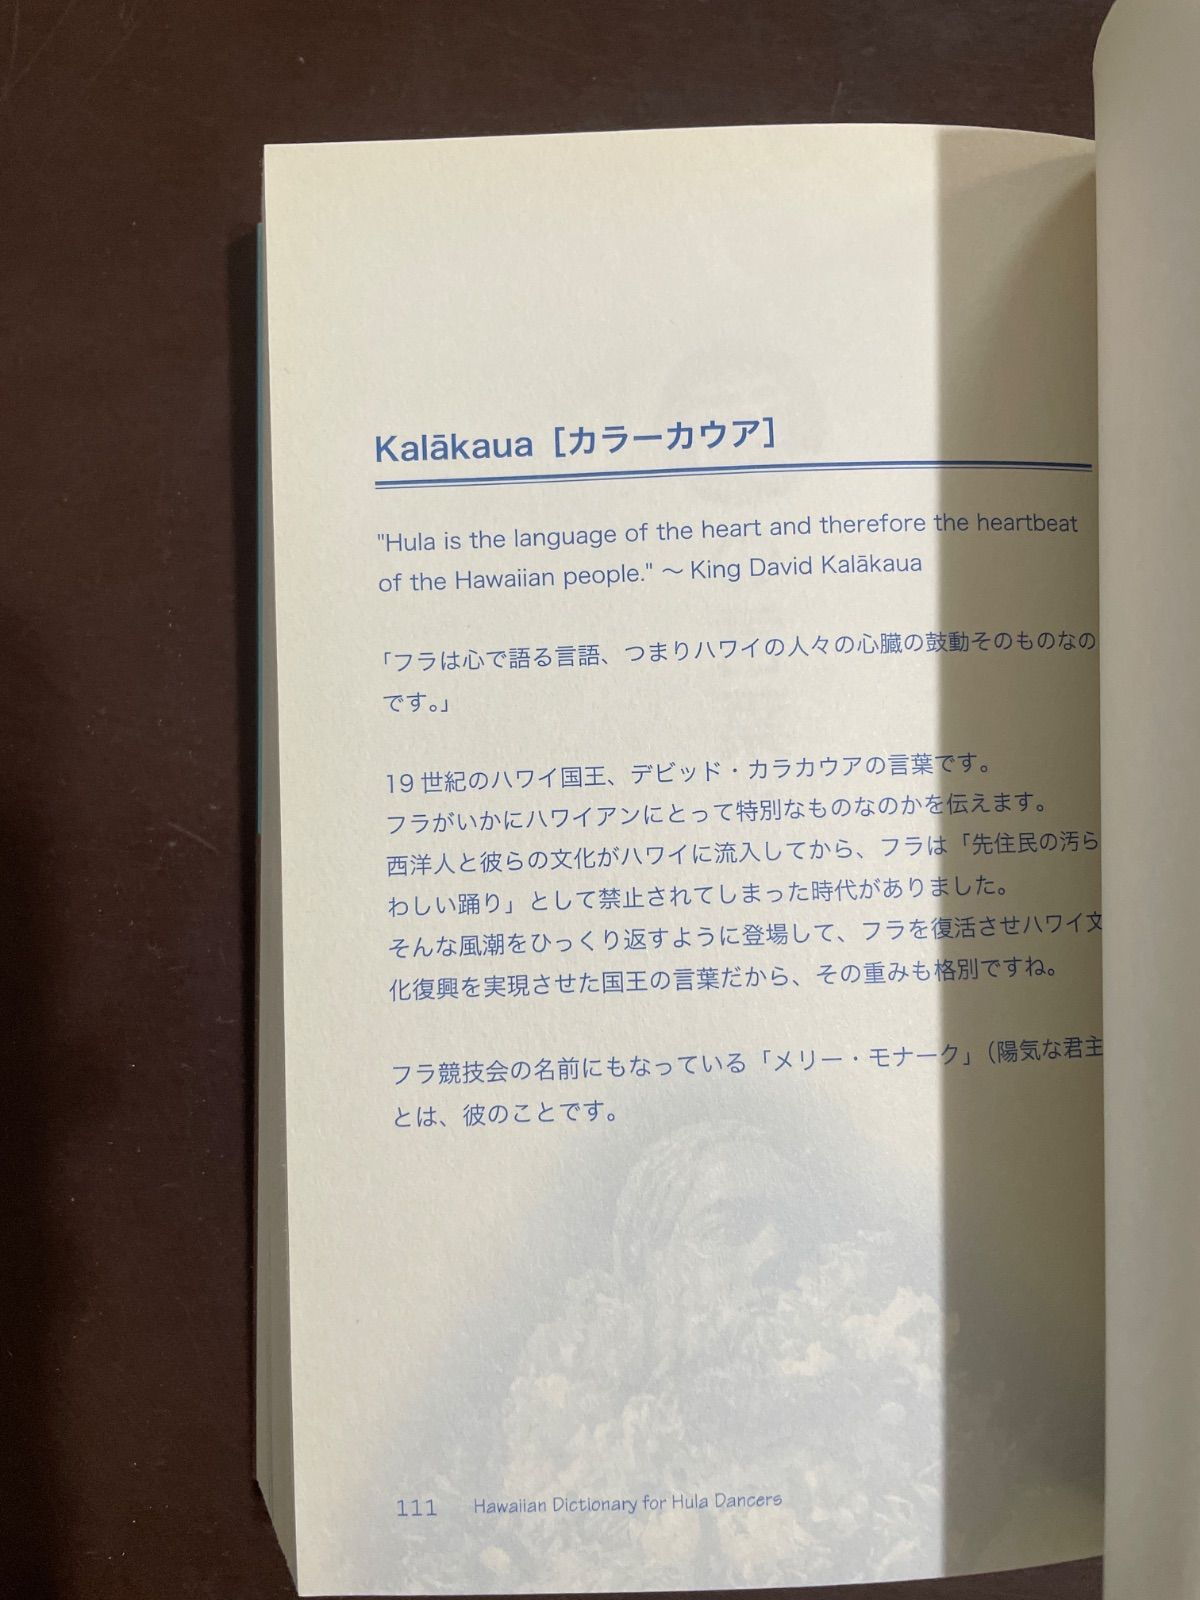 Kalākaua［カラーカウア］
"Hula is the language of the heart and therefore the heartbeat
of the Hawaiian people." 〜 King David Kalākaua
「フラは心で語る言語、つまりハワイの人々の心臓の鼓動そのものなの
です。」
19 世紀のハワイ国王、デビッド・カラカウアの言葉です。
フラがいかにハワイアンにとって特別なものなのかを伝えます。
西洋人と彼らの文化がハワイに流入してから、フラは「先住民の汚ら
わしい踊り」として禁止されてしまった時代がありました。
そんな風潮をひっくり返すように登場して、フラを復活させハワイ文
化復興を実現させた国王の言葉だから、その重みも格別ですね。
フラ競技会の名前にもなっている「メリー・モナーク」（陽気な君主
とは、彼のことです。
111 Hawaiian Dictionary for Hula Dancers